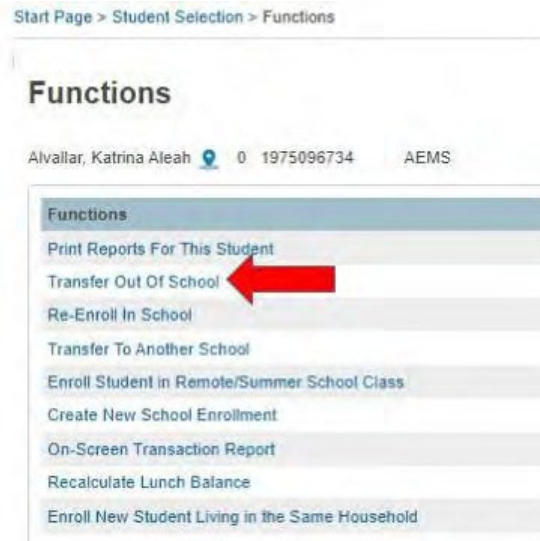 Start Page > Student Selection > Functions
Functions
Alvallar, Katrina Aleah 0 1975096734 AEMS
Functions
Print Reports For This Student
Transfer Out Of School
Re-Enroll In School
Transfer To Another School
Enroll Student in Remote/Summer School Class
Create New School Enrollment
On-Screen Transaction Report
Recalculate Lunch Balance
Enroll New Student Living in the Same Household